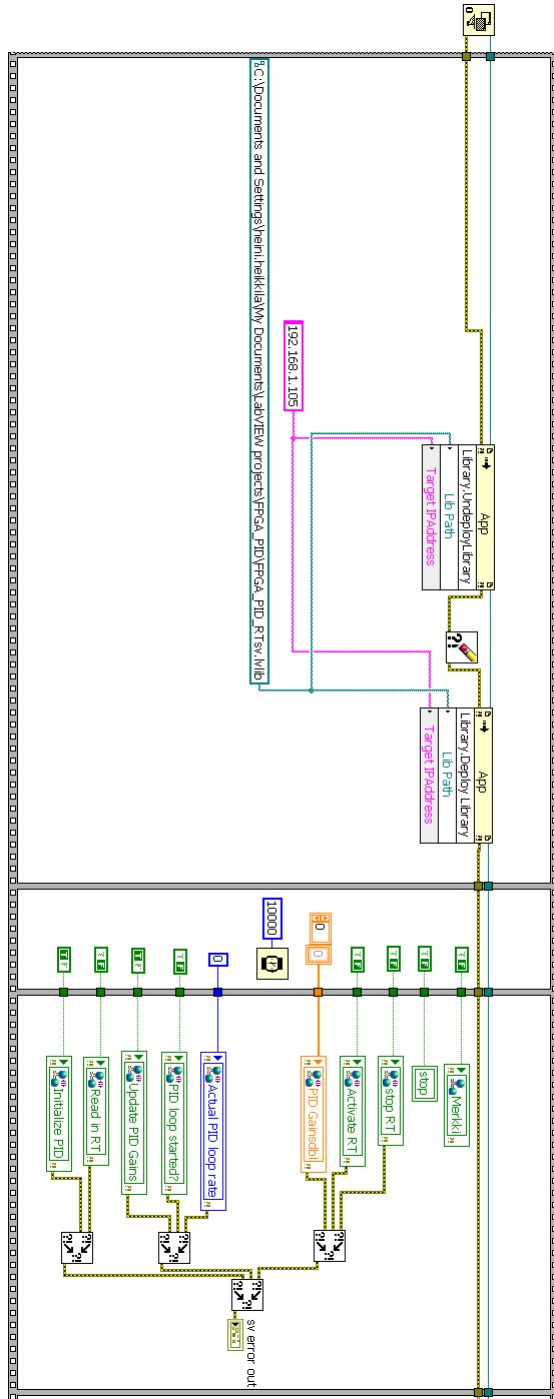 0
App
Library.UndeployLibrary
Lib Path
Target IPAddress
App
Library.Deploy Library
Lib Path
Target IPAddress
192.168.1.105
C:\Documents and Settings\heini.heikkila\My Documents\LabVIEW projects\FPGA_PID\FPGA_PID_RTsv.lvlib
0
0
10000
0
Merkki
stop
stop RT
Activate RT
PID Gainsdbl
Actual PID loop rate
PID loop started?
Update PID Gains
Read in RT
Initialize PID
sv error out